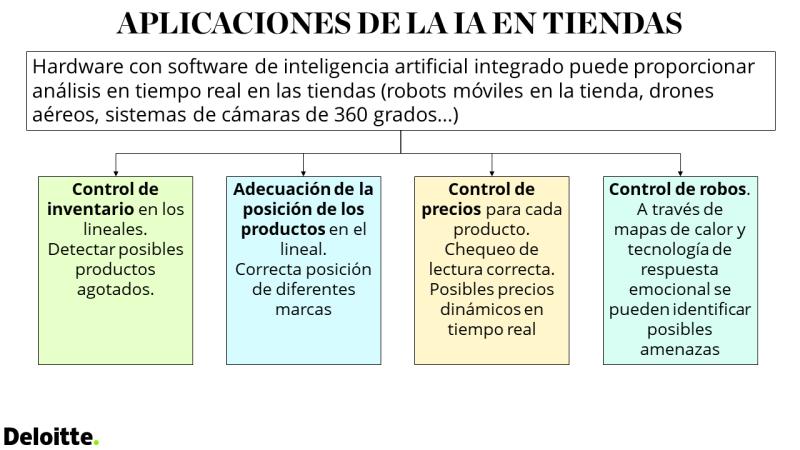 APLICACIONES DE LA IA EN TIENDAS
Hardware con software de inteligencia artificial integrado puede proporcionar
análisis en tiempo real en las tiendas (robots móviles en la tienda, drones
aéreos, sistemas de cámaras de 360 grados...)
Control de
inventario en los
lineales.
Detectar posibles
productos
agotados.
Adecuación de la
posición de los
productos en el
lineal.
Correcta posición
de diferentes
marcas
Control de
precios para cada
producto.
Chequeo de
lectura correcta.
Posibles precios
dinámicos en
tiempo real
Control de robos.
A través de
mapas de calor y
tecnología de
respuesta
emocional se
pueden identificar
posibles
amenazas
Deloitte.